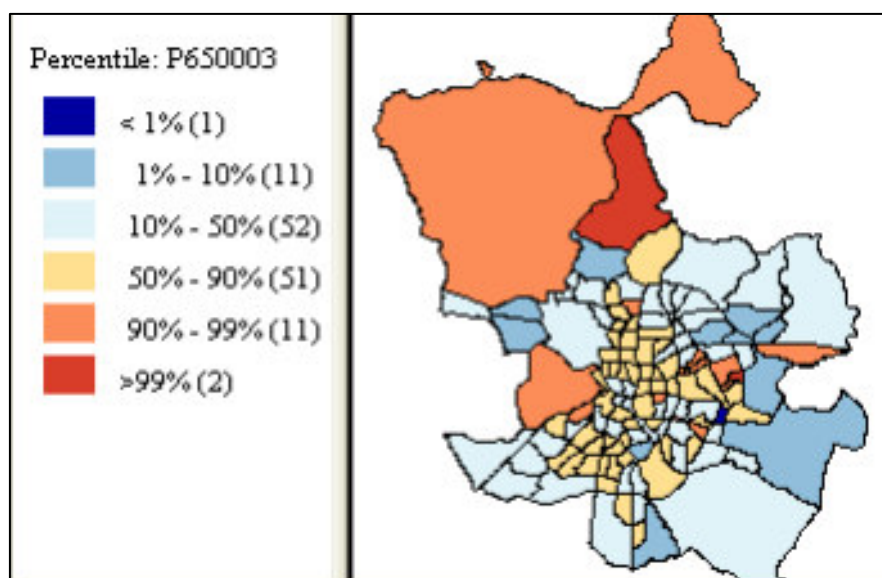 Percentile: P650003
< 1% (1)
1% - 10% (11)
10% - 50% (52)
50% - 90% (51)
90% - 99% (11)
>99% (2)